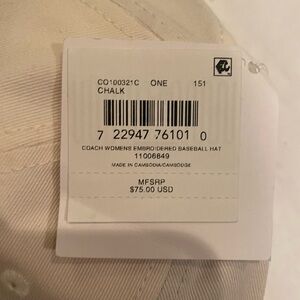 CO100321C ONE 151
CHALK
7 22947 76101 0
COACH WOMENS EMBROIDERED BASEBALL HAT
11006849
MADE IN CAMBODIA/CAMBODGE
MFSRP
$75.00 USD